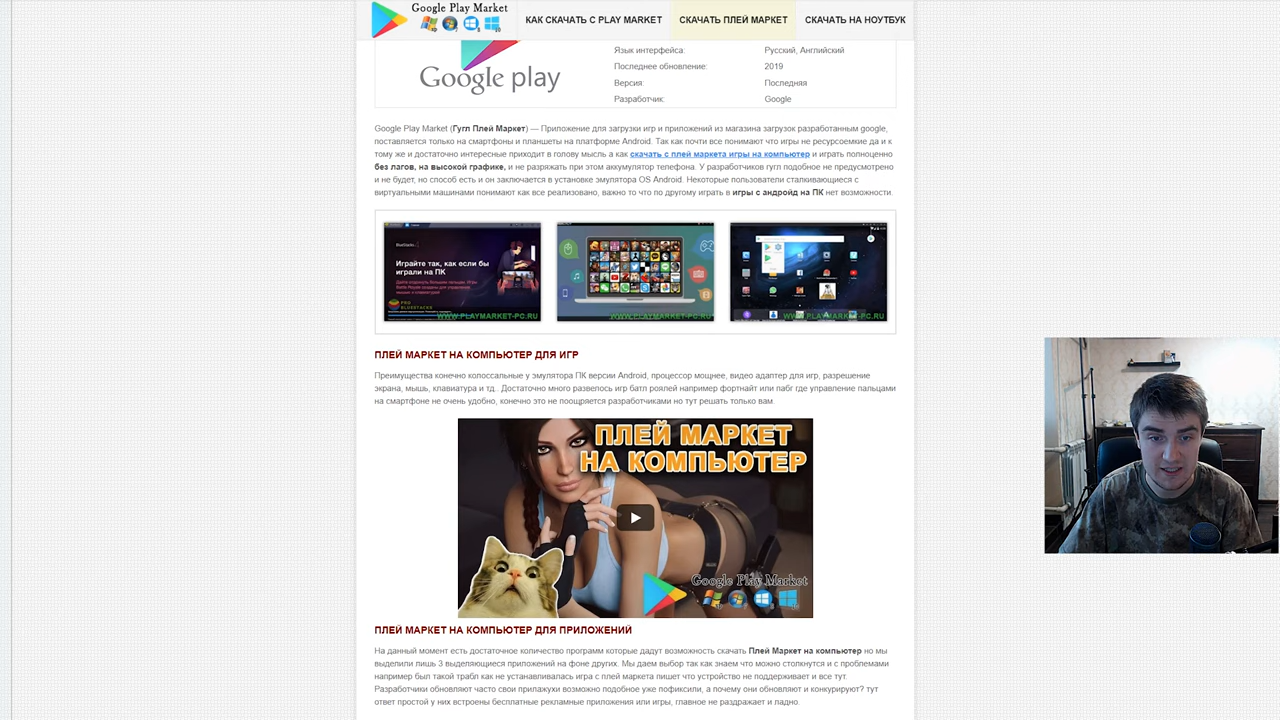 Google Play Market
КАК СКАЧАТЬ С PLAY MARKET
СКАЧАТЬ ПЛЕЙ МАРКЕТ
СКАЧАТЬ НА НОУТБУК
Google play
Язык интерфейса: Русский, Английский
Последнее обновление: 2019
Версия: Последняя
Разработчик: Google
Google Play Market (Гугл Плей Маркет) — Приложение для загрузки игр и приложений из магазина загрузок разработанным google,
поставляется только на смартфоны и планшеты на платформе Android. Так как почти все понимают что игры не ресурсоемкие да и к
тому же и достаточно интересные приходит в голову мысль а как скачать с плей маркета игры на компьютер и играть полноценно
без лагов, на высокой графике, и не разряжать при этом аккумулятор телефона. У разработчиков гугл подобное не предусмотрено
и не будет, но способ есть и он заключается в установке эмулятора OS Android. Некоторые пользователи сталкивающиеся с
виртуальными машинами понимают как все реализовано, важно то что по другому играть в игры с андройд на ПК нет возможности.
Играйте так, как если бы
играли на ПК
PRO
BLUESTACKS
WWW.PLAYMARKET-PC.RU
WWW.PLAYMARKET-PC.RU
WWW.PLAYMARKET-PC.RU
ПЛЕЙ МАРКЕТ НА КОМПЬЮТЕР ДЛЯ ИГР
Преимущества конечно колоссальные у эмулятора ПК версии Android, процессор мощнее, видео адаптер для игр, разрешение
экрана, мышь, клавиатура и тд.. Достаточно много развелось игр батл роялей например фортнайт или пабг где управление пальцами
на смартфоне не очень удобно, конечно это не поощряется разработчиками но тут решать только вам.
ПЛЕЙ МАРКЕТ
НА КОМПЬЮТЕР
Google Play Market
ПЛЕЙ МАРКЕТ НА КОМПЬЮТЕР ДЛЯ ПРИЛОЖЕНИЙ
На данный момент есть достаточное количество программ которые дадут возможность скачать Плей Маркет на компьютер но мы
выделили лишь 3 выделяющиеся приложений на фоне других. Мы даем выбор так как знаем что можно столкнутся и с проблемами
например был такой трабл как не устанавливалась игра с плей маркета пишет что устройство не поддерживает и все тут.
Разработчики обновляют часто свои прилажухи возможно подобное уже пофиксили, а почему они обновляют и конкурируют? тут
ответ простой у них встроены бесплатные рекламные приложения или игры, главное не раздражает и ладно.